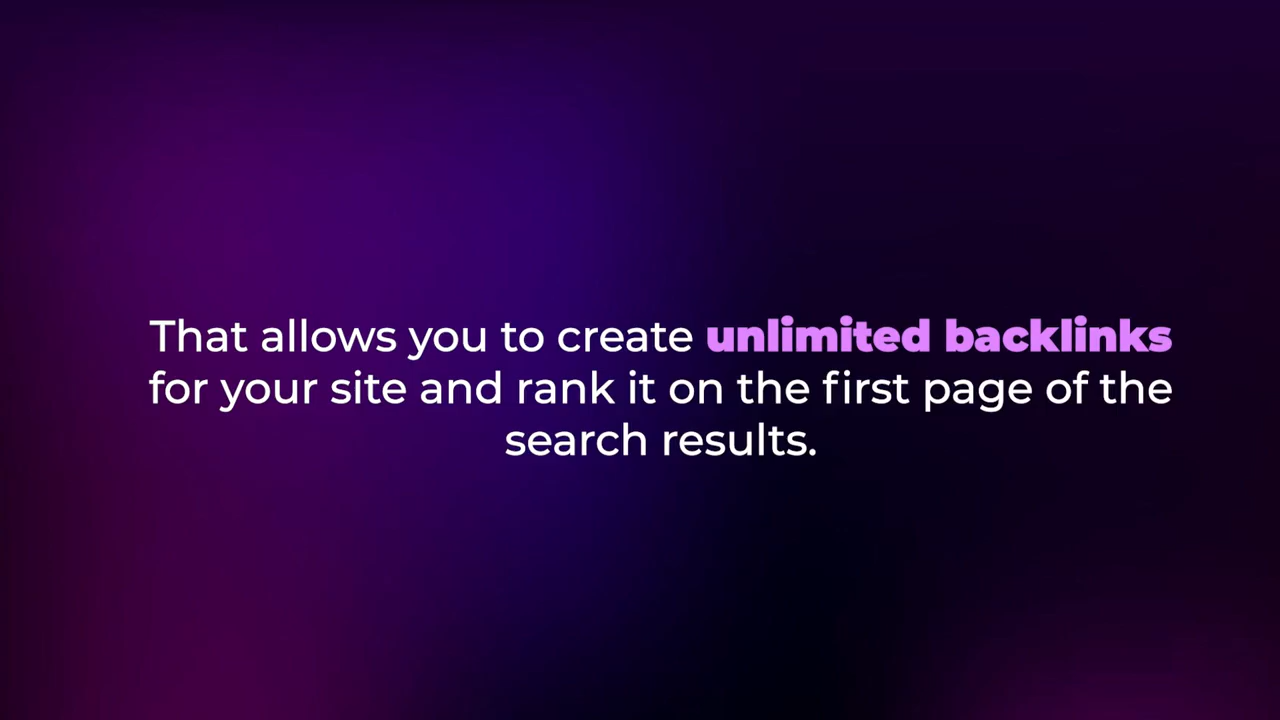 That allows you to create unlimited backlinks
for your site and rank it on the first page of the
search results.